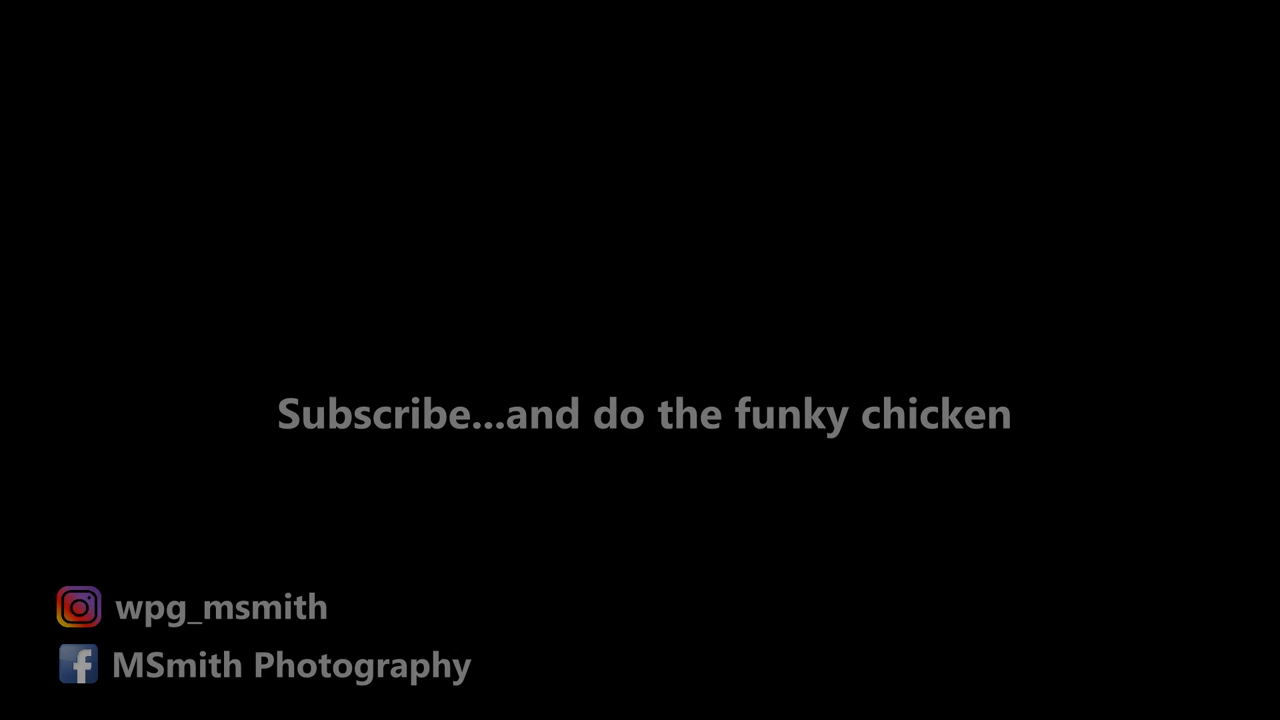 Subscribe...and do the funky chicken
wpg_msmith
MSmith Photography